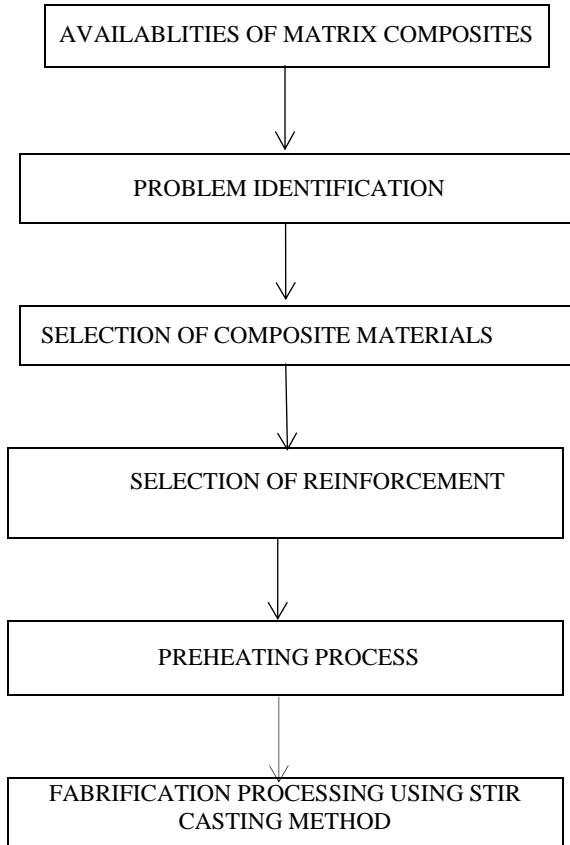 AVAILABLITIES OF MATRIX COMPOSITES
PROBLEM IDENTIFICATION
SELECTION OF COMPOSITE MATERIALS
SELECTION OF REINFORCEMENT
PREHEATING PROCESS
FABRIFICATION PROCESSING USING STIR
CASTING METHOD